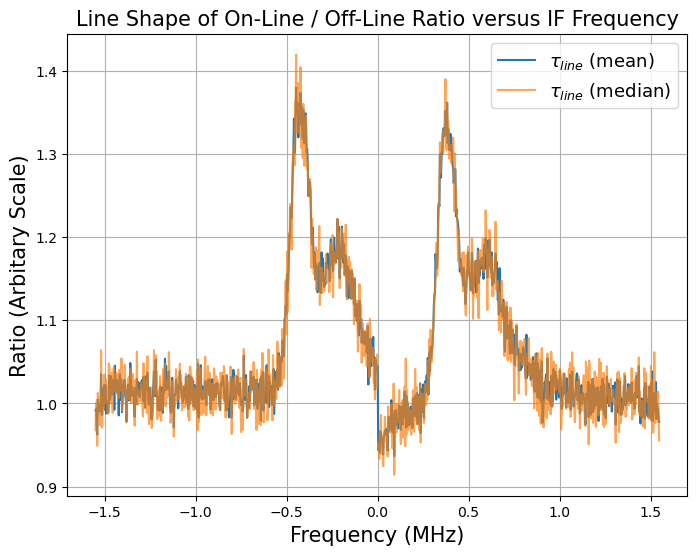 Line Shape of On-Line / Off-Line Ratio versus IF Frequency
τline (mean)
τline (median)
Ratio (Arbitary Scale)
1.4
1.3
1.2
1.1
1.0
0.9
−1.5 −1.0 −0.5 0.0 0.5 1.0 1.5
Frequency (MHz)